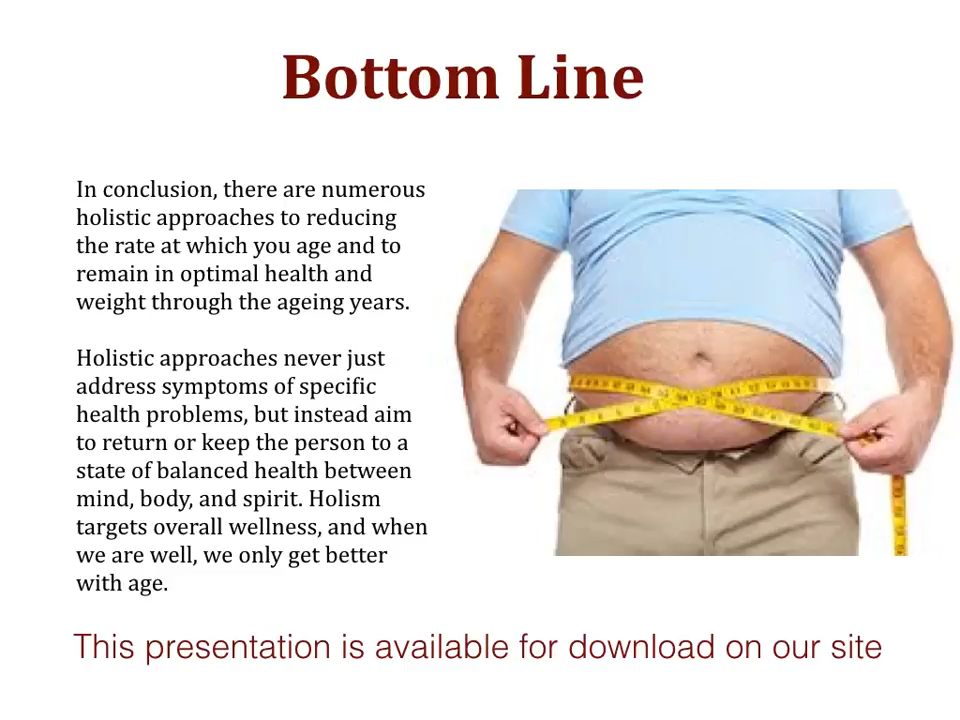 Bottom Line
In conclusion, there are numerous
holistic approaches to reducing
the rate at which you age and to
remain in optimal health and
weight through the ageing years.
Holistic approaches never just
address symptoms of specific
health problems, but instead aim
to return or keep the person to a
state of balanced health between
mind, body, and spirit. Holism
targets overall wellness, and when
we are well, we only get better
with age.
This presentation is available for download on our site